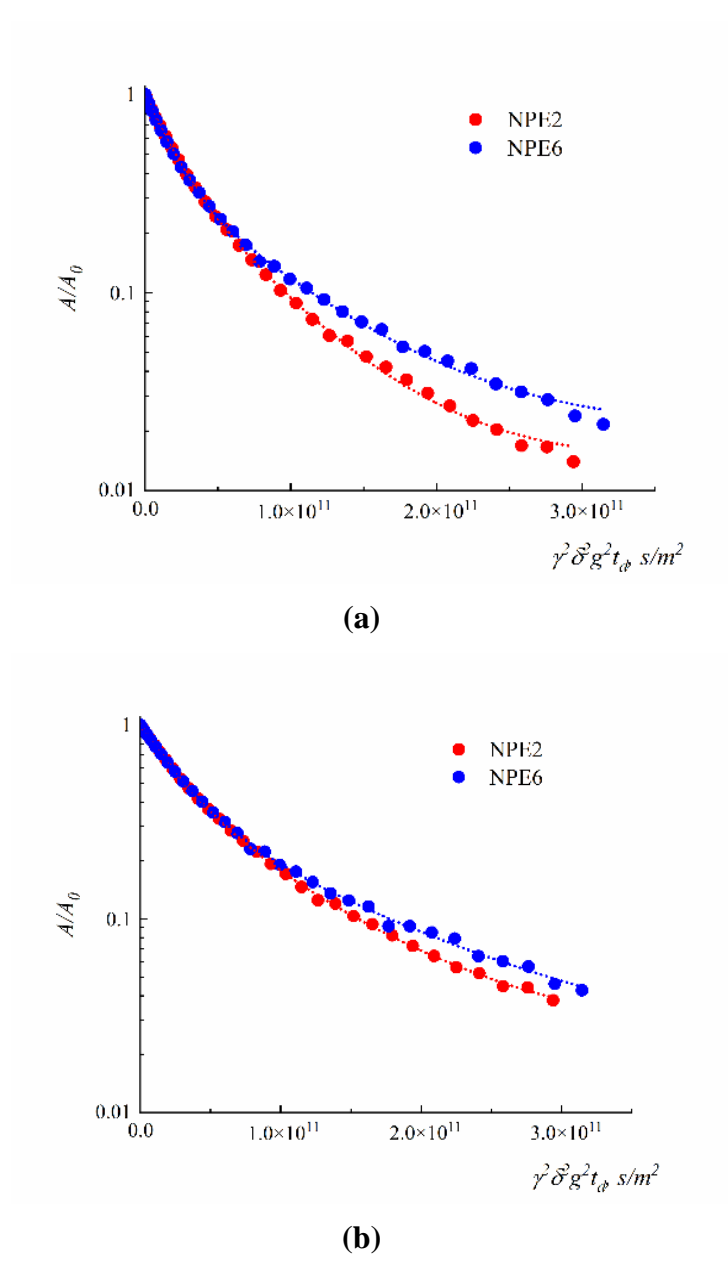 1
NPE2
NPE6
A/A₀
0.1
0.01
0.0
1.0×10¹¹
2.0×10¹¹
3.0×10¹¹
γ²δ²g²t_d, s/m²
(a)
1
NPE2
NPE6
A/A₀
0.1
0.01
0.0
1.0×10¹¹
2.0×10¹¹
3.0×10¹¹
γ²δ²g²t_d, s/m²
(b)